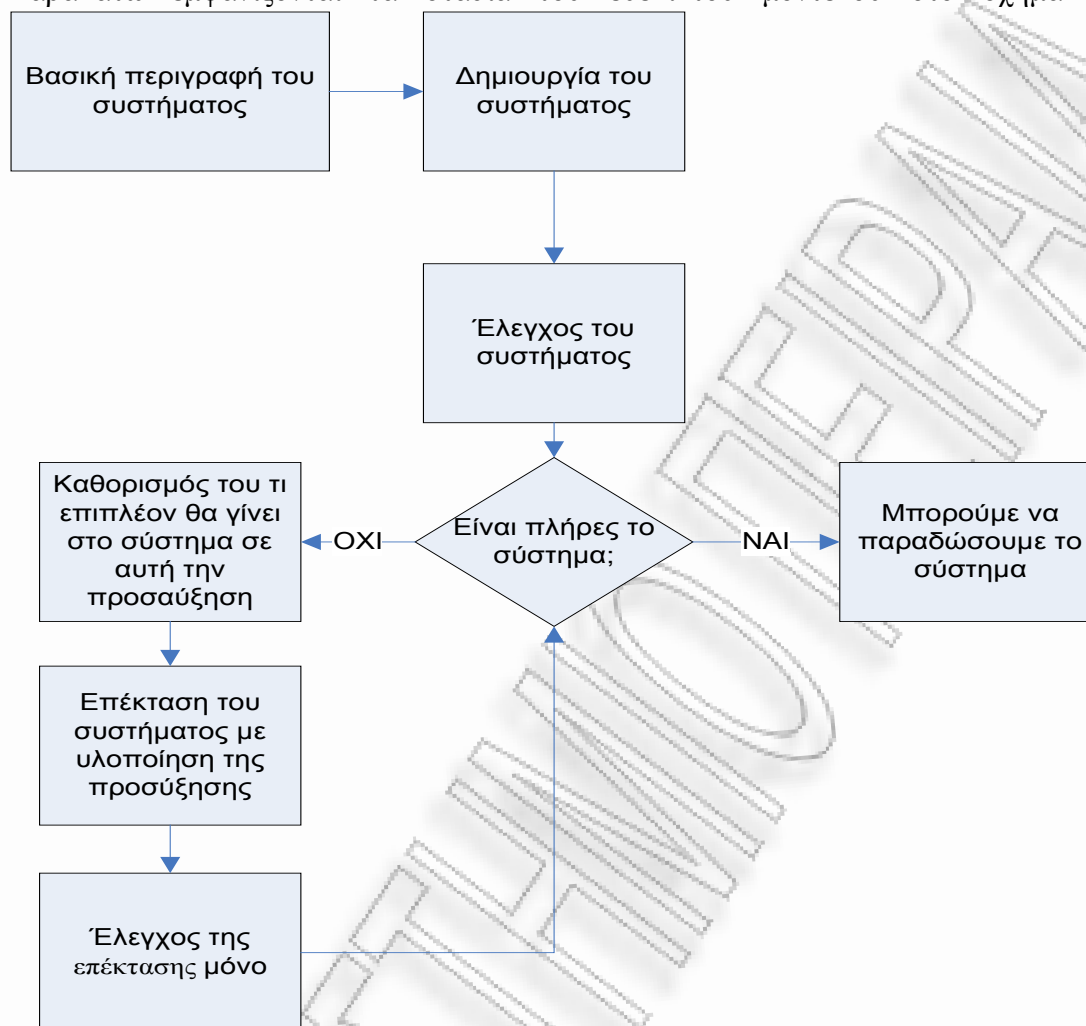 Βασική περιγραφή του
συστήματος
Δημιουργία του
συστήματος
Έλεγχος του
συστήματος
Είναι πλήρες το
σύστημα;
ΟΧΙ
ΝΑΙ
Καθορισμός του τι
επιπλέον θα γίνει
στο σύστημα σε
αυτή την
προσαύξηση
Μπορούμε να
παραδώσουμε το
σύστημα
Επέκταση του
συστήματος με
υλοποίηση της
προσύξησης
Έλεγχος της
επέκτασης μόνο